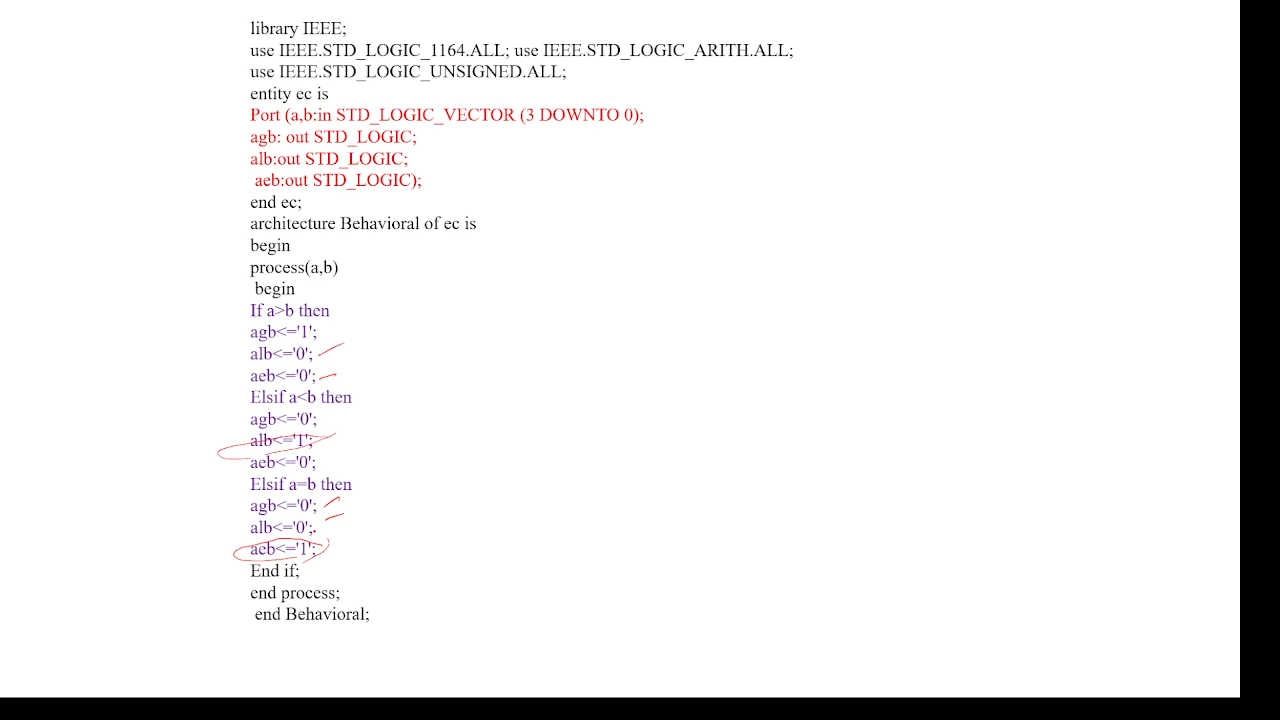 library IEEE;
use IEEE.STD_LOGIC_1164.ALL; use IEEE.STD_LOGIC_ARITH.ALL;
use IEEE.STD_LOGIC_UNSIGNED.ALL;
entity ec is
Port (a,b:in STD_LOGIC_VECTOR (3 DOWNTO 0);
agb: out STD_LOGIC;
alb:out STD_LOGIC;
aeb:out STD_LOGIC);
end ec;
architecture Behavioral of ec is
begin
process(a,b)
begin
If a>b then
agb<='1';
alb<='0';
aeb<='0';
Elsif a<b then
agb<='0';
alb<='1';
aeb<='0';
Elsif a=b then
agb<='0';
alb<='0';
aeb<='1';
End if;
end process;
end Behavioral;